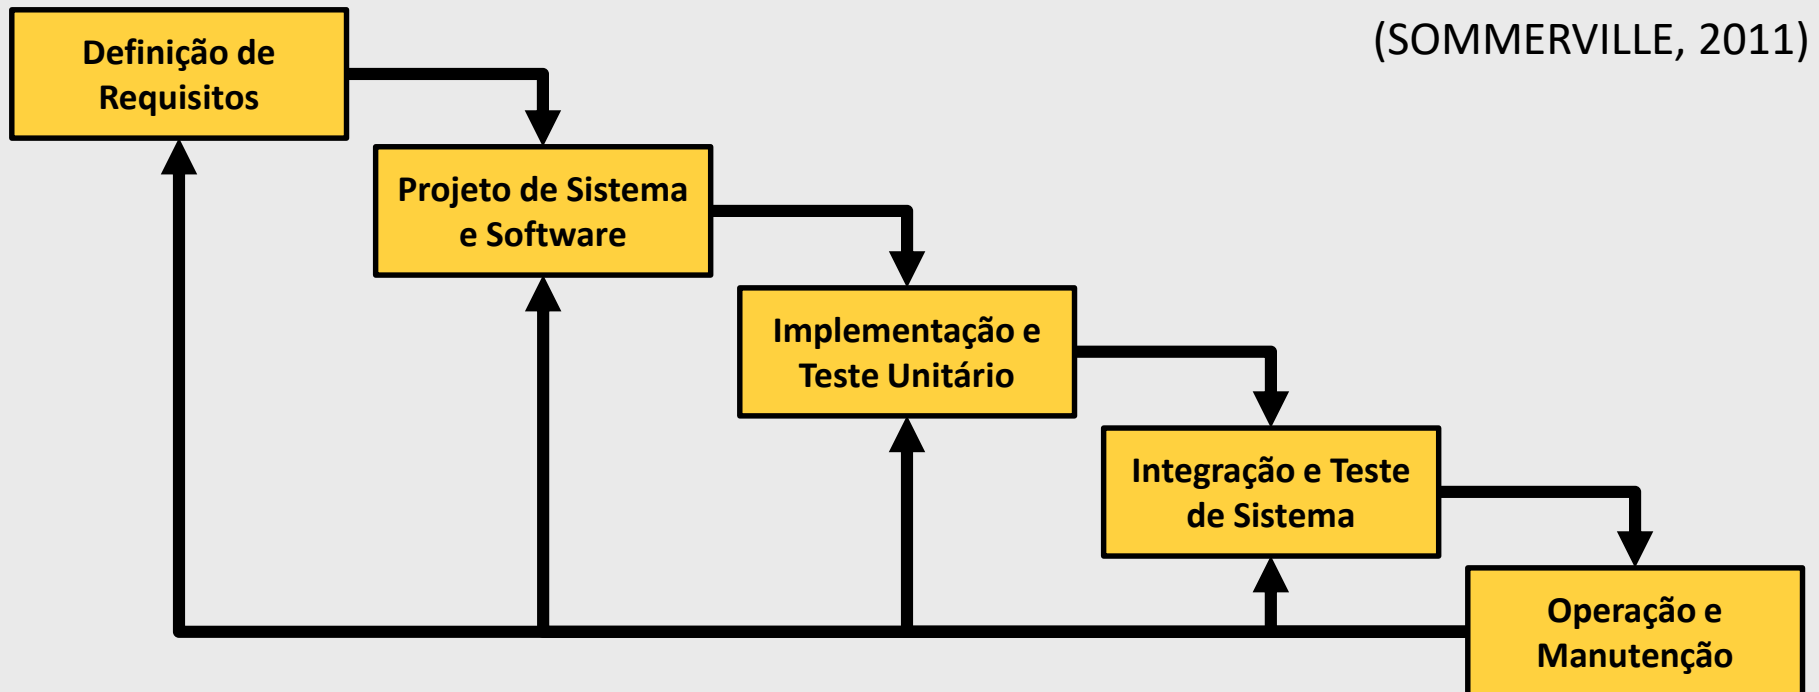 (SOMMERVILLE, 2011)
Definição de
Requisitos
Projeto de Sistema
e Software
Implementação e
Teste Unitário
Integração e Teste
de Sistema
Operação e
Manutenção